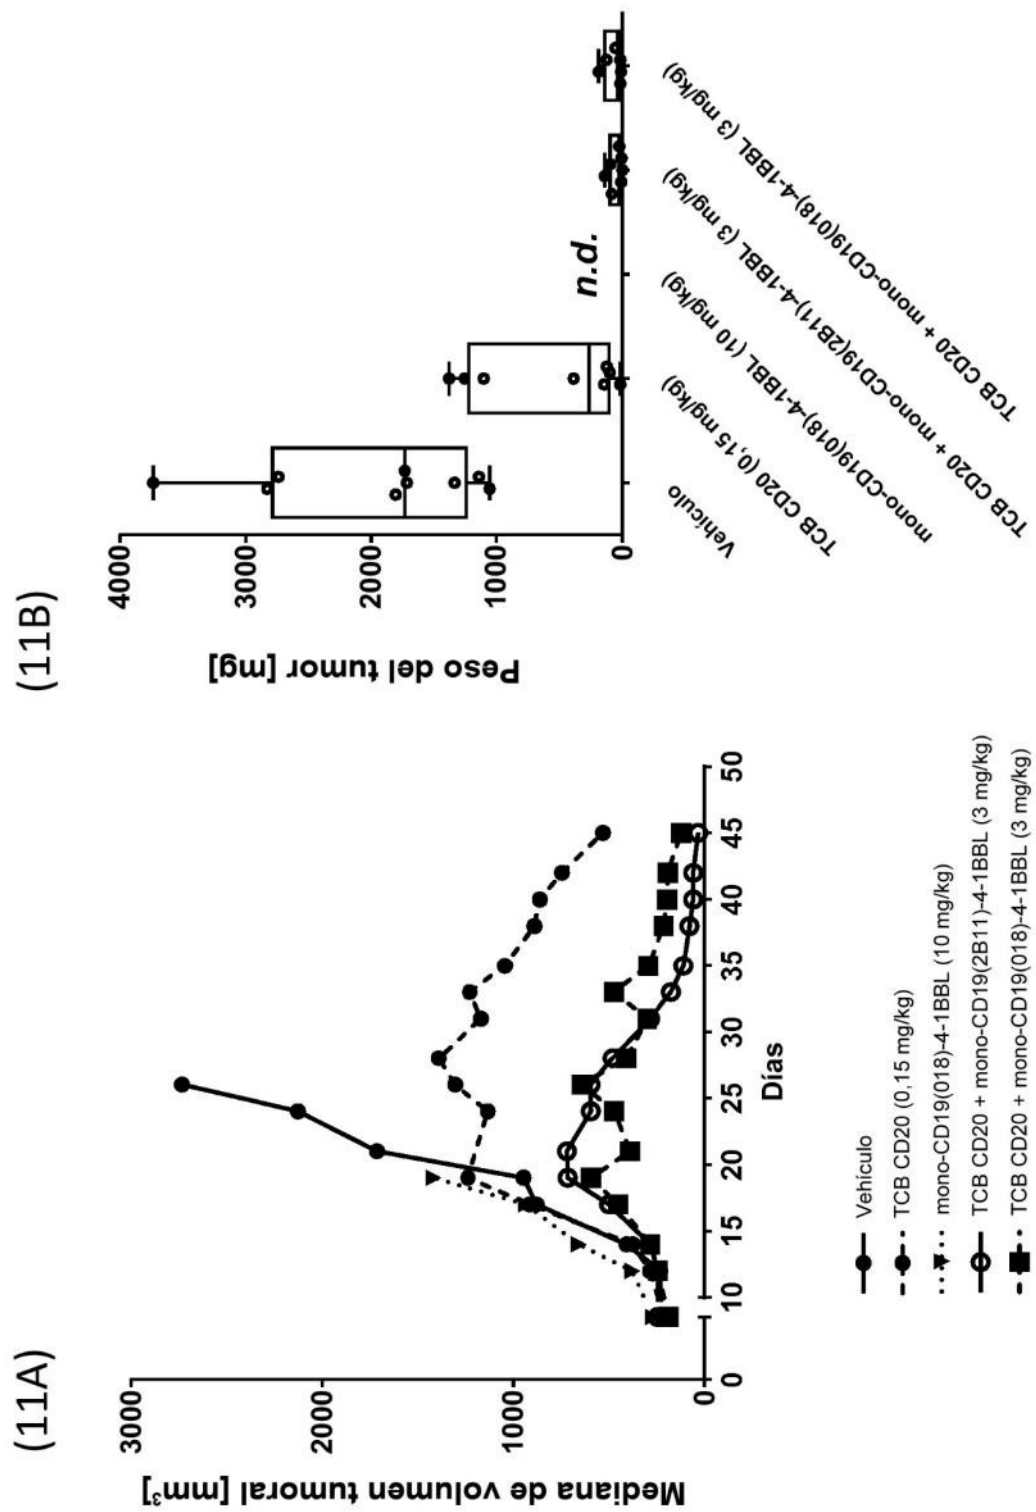 (11A)
Mediana de volumen tumoral [mm³]
3000
2000
1000
0
0
10
15
20
25
30
35
40
45
50
Días
Vehículo
TCB CD20 (0,15 mg/kg)
mono-CD19(018)-4-1BBL (10 mg/kg)
TCB CD20 + mono-CD19(2B11)-4-1BBL (3 mg/kg)
TCB CD20 + mono-CD19(018)-4-1BBL (3 mg/kg)
(11B)
Peso del tumor [mg]
4000
3000
2000
1000
0
n.d.
Vehículo
TCB CD20 (0,15 mg/kg)
mono-CD19(018)-4-1BBL (10 mg/kg)
TCB CD20 + mono-CD19(2B11)-4-1BBL (3 mg/kg)
TCB CD20 + mono-CD19(018)-4-1BBL (3 mg/kg)